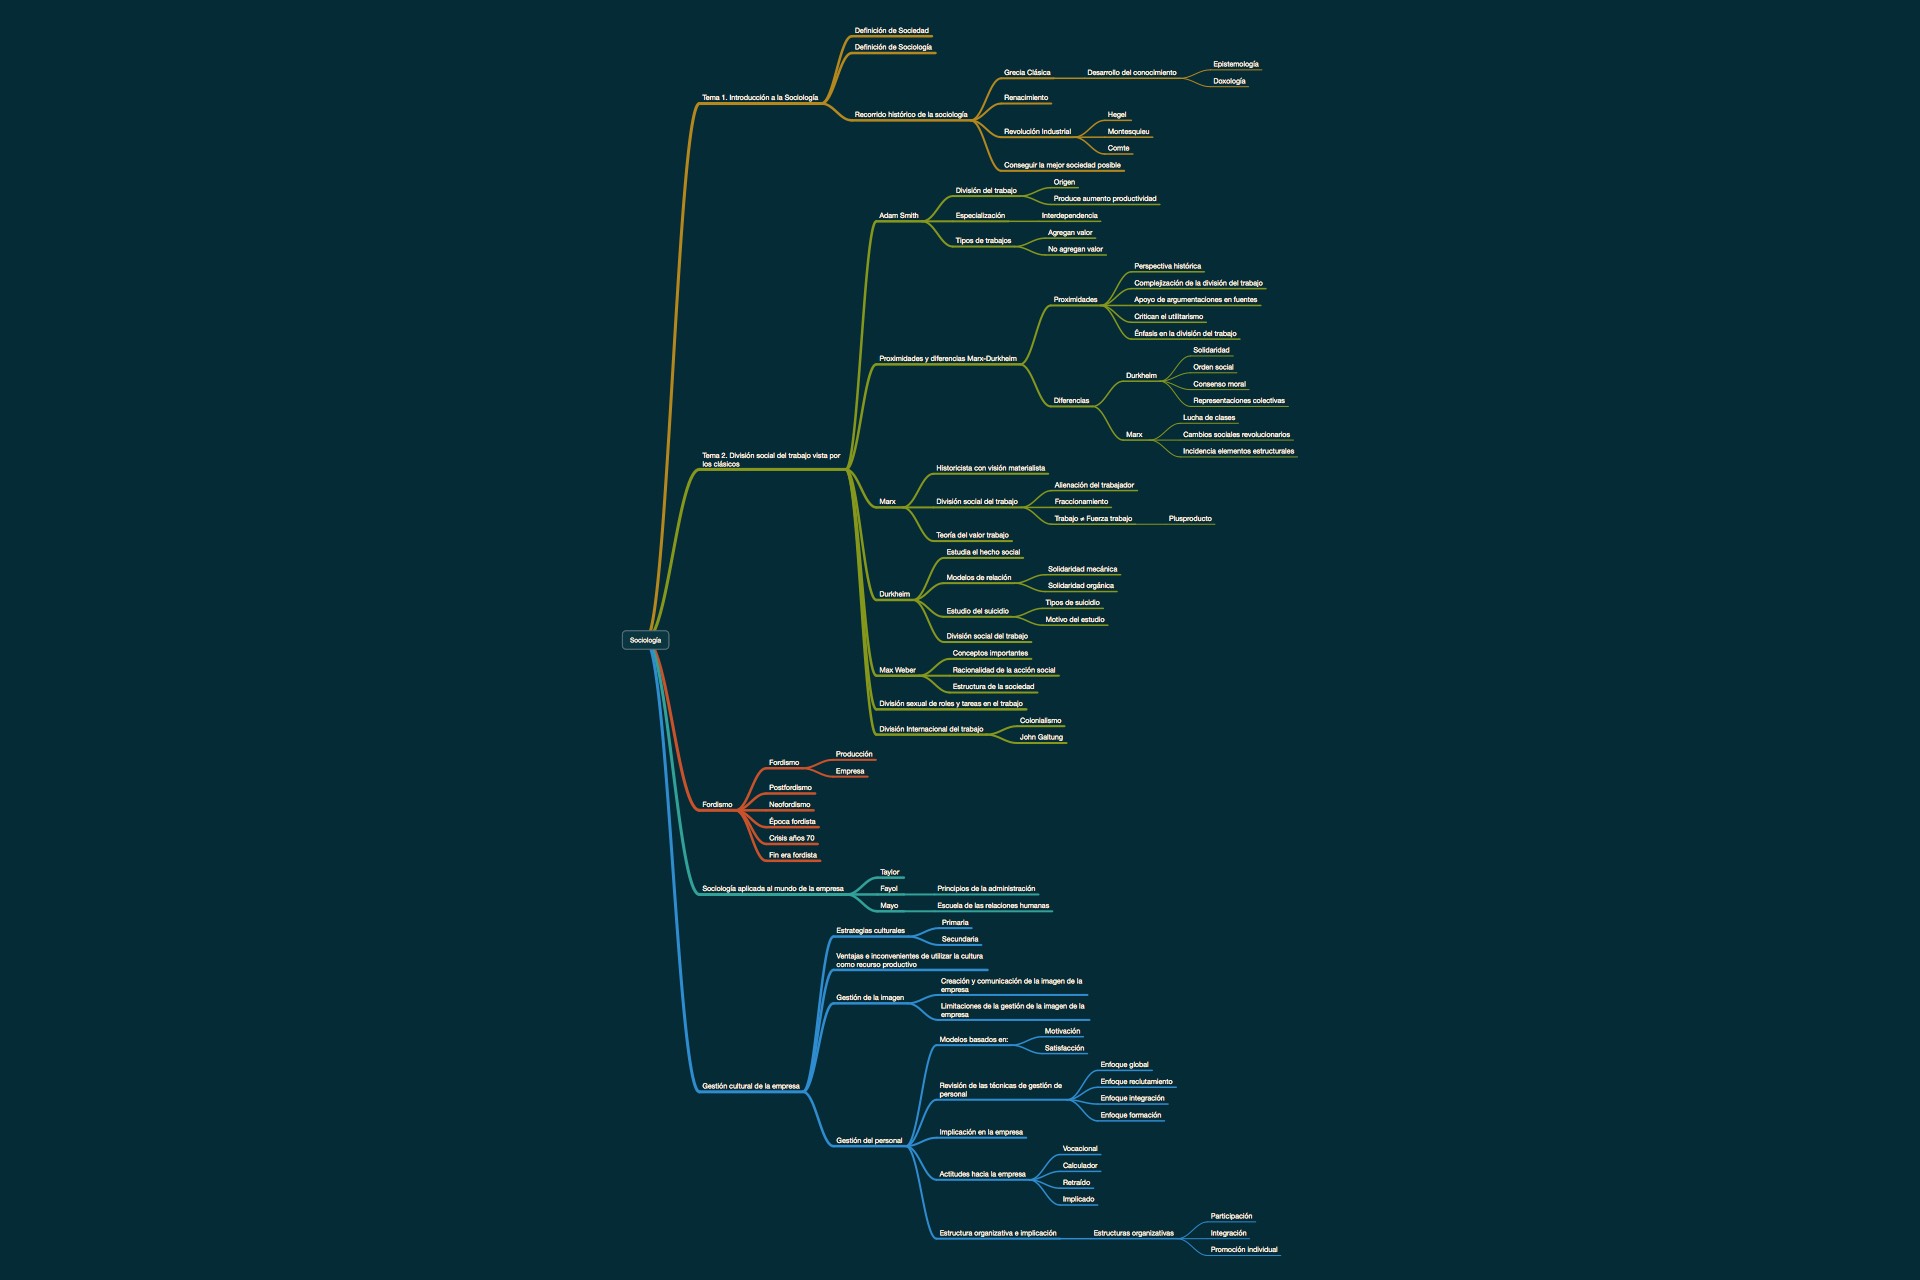 Definición de Sociedad
Definición de Sociología
Epistemología
Grecia Clásica
Desarrollo del conocimiento
Doxología
Tema 1. Introducción a la Sociología
Renacimiento
Recorrido histórico de la sociología
Hegel
Revolución Industrial
Montesquieu
Comte
Conseguir la mejor sociedad posible
Origen
División del trabajo
Produce aumento productividad
Adam Smith
Especialización
Interdependencia
Agregan valor
Tipos de trabajos
No agregan valor
Perspectiva histórica
Complejización de la división del trabajo
Proximidades
Apoyo de argumentaciones en fuentes
Critican el utilitarismo
Énfasis en la división del trabajo
Proximidades y diferencias Marx-Durkheim
Solidaridad
Orden social
Durkheim
Consenso moral
Representaciones colectivas
Diferencias
Lucha de clases
Marx
Cambios sociales revolucionarios
Incidencia elementos estructurales
Tema 2. División social del trabajo vista por
los clásicos
Historicista con visión materialista
Alienación del trabajador
Marx
División social del trabajo
Fraccionamiento
Trabajo ≠ Fuerza trabajo
Plusproducto
Teoría del valor trabajo
Estudia el hecho social
Solidaridad mecánica
Modelos de relación
Solidaridad orgánica
Durkheim
Tipos de suicidio
Estudio del suicidio
Motivo del estudio
División social del trabajo
Sociología
Conceptos importantes
Max Weber
Racionalidad de la acción social
Estructura de la sociedad
División sexual de roles y tareas en el trabajo
Colonialismo
División Internacional del trabajo
John Galtung
Producción
Fordismo
Empresa
Postfordismo
Fordismo
Neofordismo
Época fordista
Crisis años 70
Fin era fordista
Taylor
Sociología aplicada al mundo de la empresa
Fayol
Principios de la administración
Mayo
Escuela de las relaciones humanas
Primaria
Estrategias culturales
Secundaria
Ventajas e inconvenientes de utilizar la cultura
como recurso productivo
Creación y comunicación de la imagen de la
empresa
Gestión de la imagen
Limitaciones de la gestión de la imagen de la
empresa
Motivación
Modelos basados en:
Satisfacción
Gestión cultural de la empresa
Enfoque global
Revisión de las técnicas de gestión de
personal
Enfoque reclutamiento
Enfoque integración
Enfoque formación
Implicación en la empresa
Gestión del personal
Vocacional
Calculador
Actitudes hacia la empresa
Retraído
Implicado
Participación
Estructura organizativa e implicación
Estructuras organizativas
Integración
Promoción individual